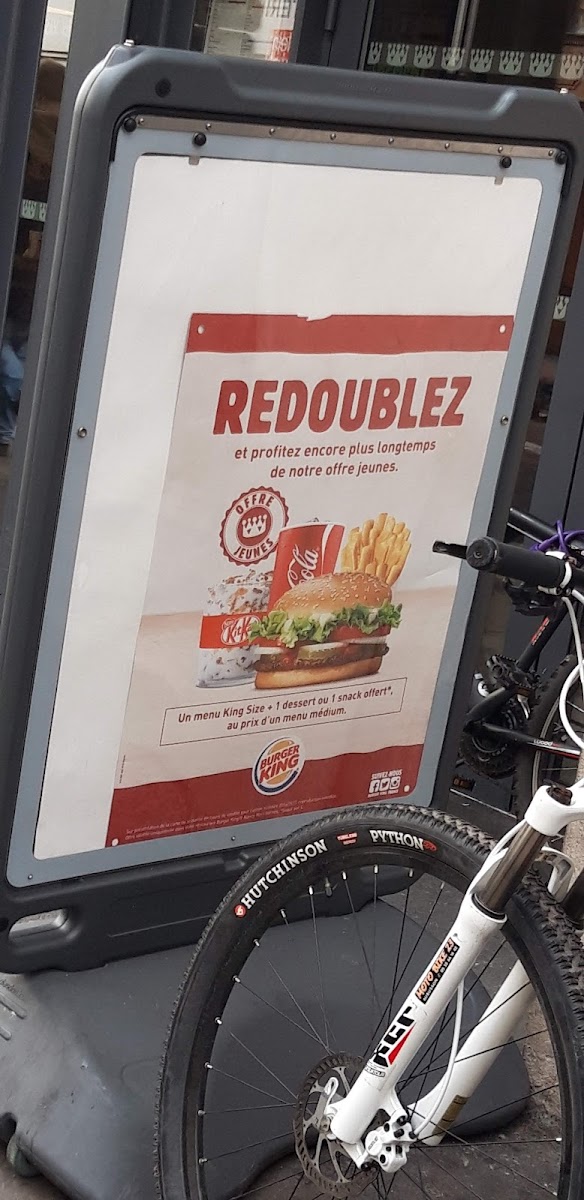 REDOUBLEZ
et profitez encore plus longtemps
de notre offre jeunes.
OFFRE
JEUNES
Coca-Cola
KitKat
Un menu King Size + 1 dessert ou 1 snack offert*,
au prix d'un menu médium.
BURGER
KING
SUIVEZ-NOUS
HUTCHINSON
PYTHON